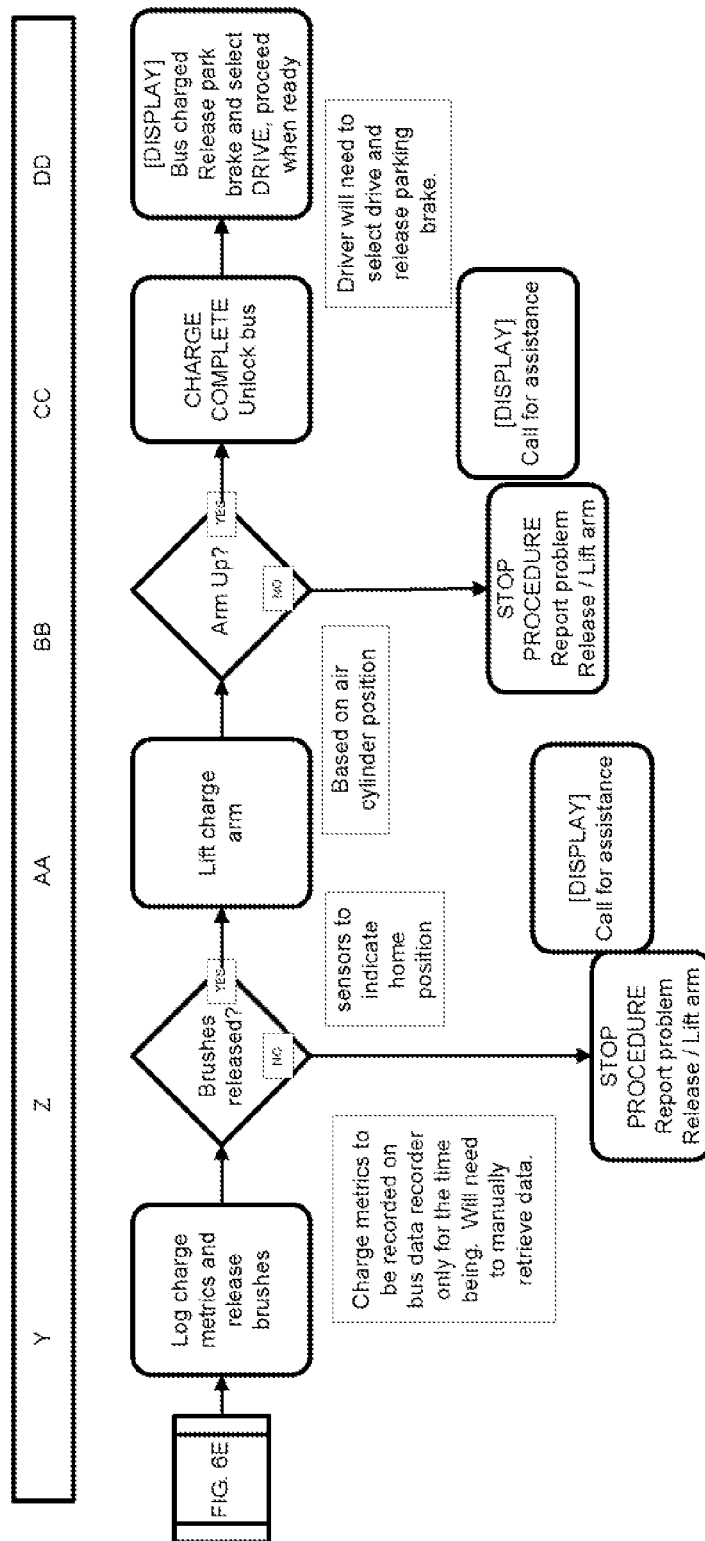 Y
Z
AA
BB
CC
DD
FIG. 6E
Log charge
metrics and
release
brushes
Charge metrics to
be recorded on
bus data recorder
only for the time
being. Will need
to manually
retrieve data.
Brushes
released?
YES
NO
sensors to
indicate
home
position
STOP
PROCEDURE
Report problem
Release / Lift arm
[DISPLAY]
Call for assistance
Lift charge
arm
Based on air
cylinder position
Arm Up?
YES
NO
STOP
PROCEDURE
Report problem
Release / Lift arm
[DISPLAY]
Call for assistance
CHARGE
COMPLETE
Unlock bus
[DISPLAY]
Bus charged
Release park
brake and select
DRIVE, proceed
when ready
Driver will need to
select drive and
release parking
brake.